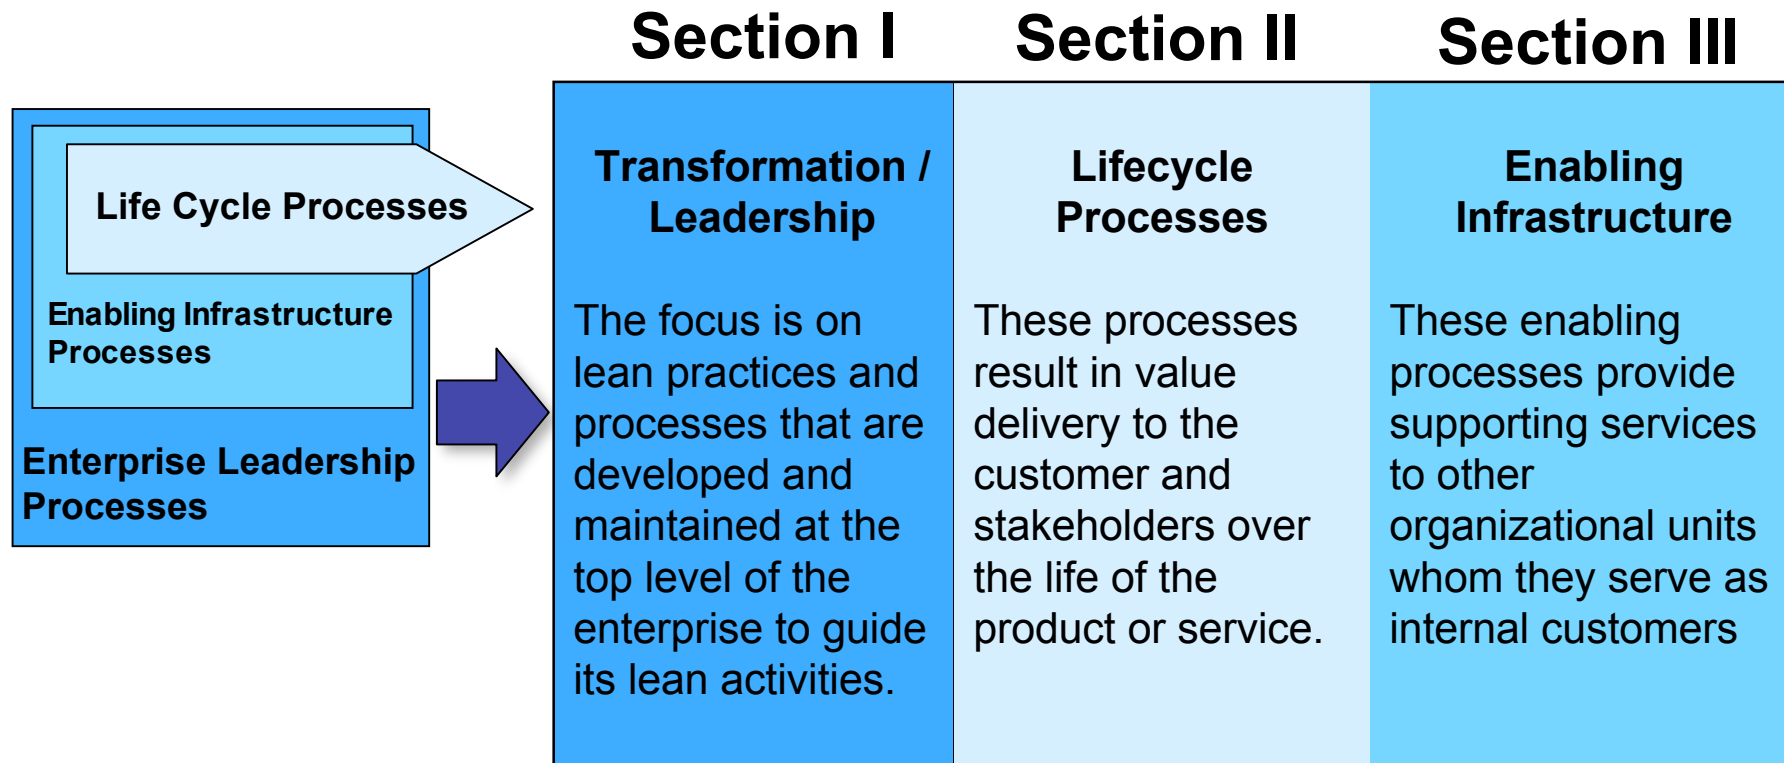 Section I
Section II
Section III
Life Cycle Processes
Enabling Infrastructure
Processes
Enterprise Leadership
Processes
Transformation /
Leadership
The focus is on
lean practices and
processes that are
developed and
maintained at the
top level of the
enterprise to guide
its lean activities.
Lifecycle
Processes
These processes
result in value
delivery to the
customer and
stakeholders over
the life of the
product or service.
Enabling
Infrastructure
These enabling
processes provide
supporting services
to other
organizational units
whom they serve as
internal customers